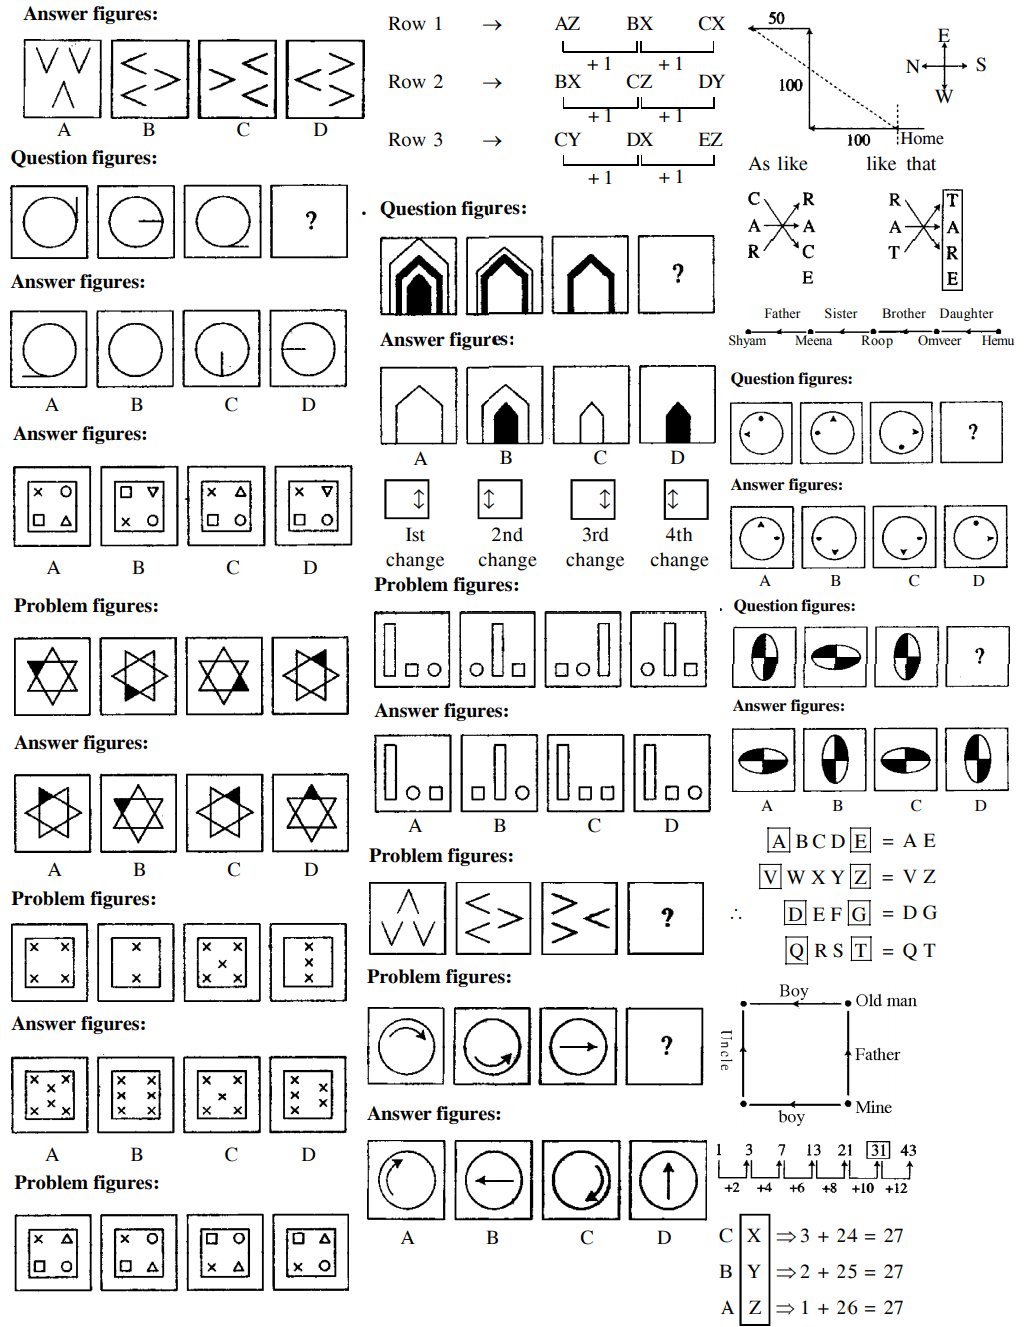 Answer figures:
A B C D
Question figures:
?
Answer figures:
A B C D
Answer figures:
A B C D
Problem figures:
Answer figures:
A B C D
Problem figures:
Answer figures:
A B C D
Problem figures:
Row 1 → AZ BX CX
+ 1 + 1
Row 2 → BX CZ DY
+ 1 + 1
Row 3 → CY DX EZ
+ 1 + 1
Question figures:
?
Answer figures:
A B C D
Ist change
2nd change
3rd change
4th change
Problem figures:
Answer figures:
A B C D
Problem figures:
?
Problem figures:
?
Answer figures:
A B C D
50
100
100
Home
E
N S
W
As like like that
C R R T
A A A A
R C T R
E E
Father Sister Brother Daughter
Shyam Meena Roop Omveer Hemu
Question figures:
?
Answer figures:
A B C D
Question figures:
?
Answer figures:
A B C D
A B C D E = A E
V W X Y Z = V Z
∴ D E F G = D G
Q R S T = Q T
Boy
Old man
Uncle
Father
Mine
boy
1 3 7 13 21 31 43
+2 +4 +6 +8 +10 +12
C X ⇒ 3 + 24 = 27
B Y ⇒ 2 + 25 = 27
A Z ⇒ 1 + 26 = 27